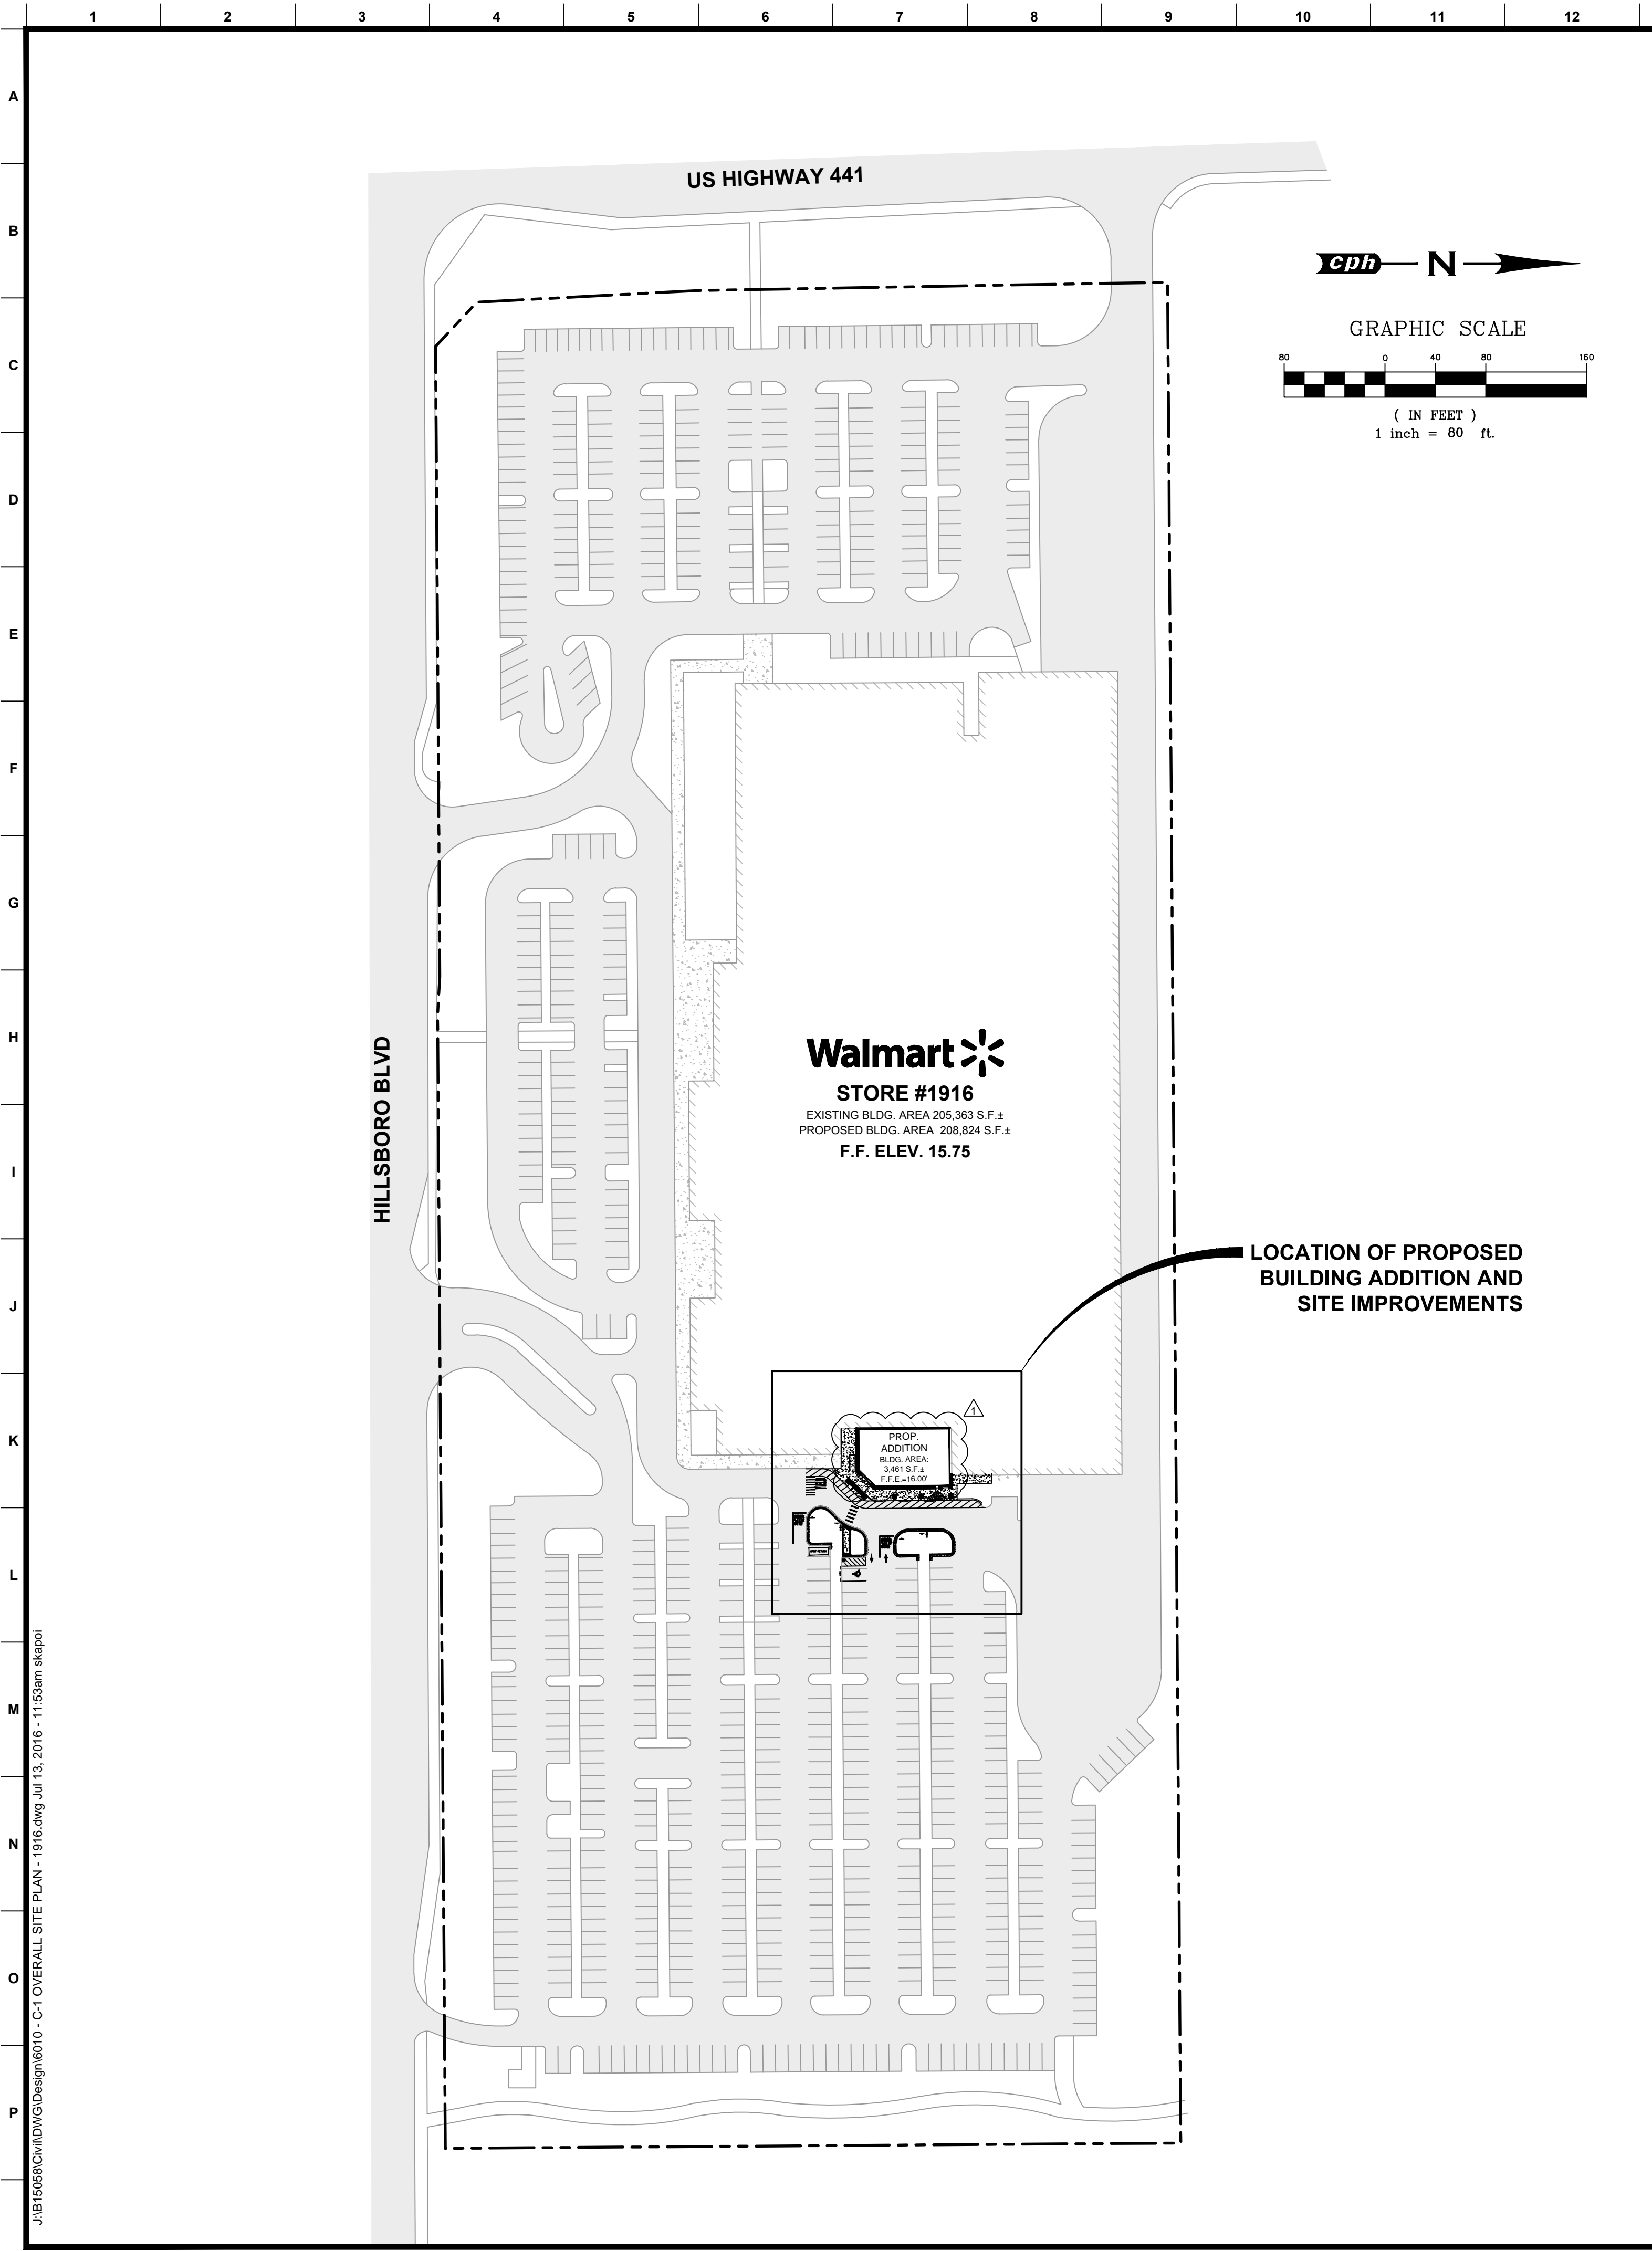 1 2 3 4 5 6 7 8 9 10 11 12
A
B
C
D
E
F
G
H
I
J
K
L
M
N
O
P
US HIGHWAY 441
cph N
GRAPHIC SCALE
80 0 40 80 160
( IN FEET )
1 inch = 80 ft.
HILLSBORO BLVD
Walmart
STORE #1916
EXISTING BLDG. AREA 205,363 S.F.±
PROPOSED BLDG. AREA 208,824 S.F.±
F.F. ELEV. 15.75
LOCATION OF PROPOSED
BUILDING ADDITION AND
SITE IMPROVEMENTS
1
PROP.
ADDITION
BLDG. AREA:
3,461 S.F.±
F.F.E.=16.00'
J:\B15058\Civil\DWG\Design\6010 - C-1 OVERALL SITE PLAN - 1916.dwg Jul 13, 2016 - 11:53am skapoi